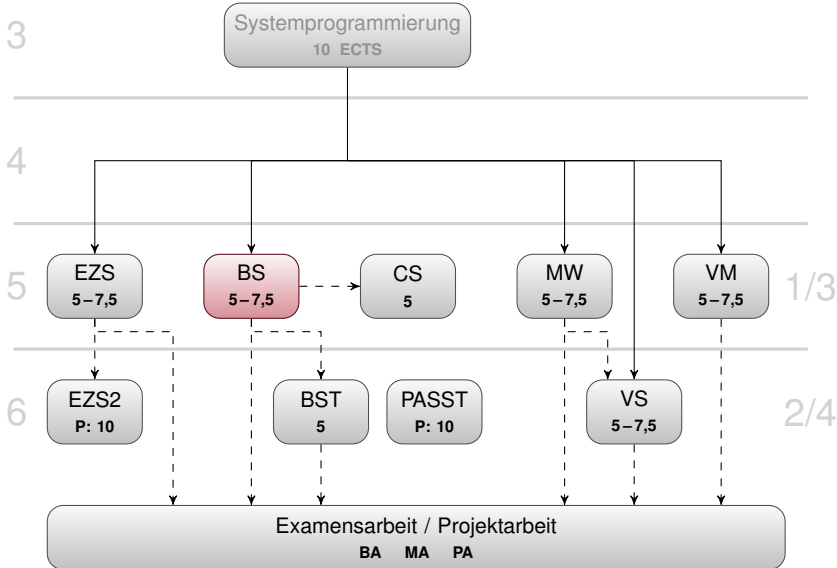 3
Systemprogrammierung
10 ECTS
4
5
EZS
5–7,5
BS
5–7,5
CS
5
MW
5–7,5
VM
5–7,5
1/3
6
EZS2
P: 10
BST
5
PASST
P: 10
VS
5–7,5
2/4
Examensarbeit / Projektarbeit
BA MA PA